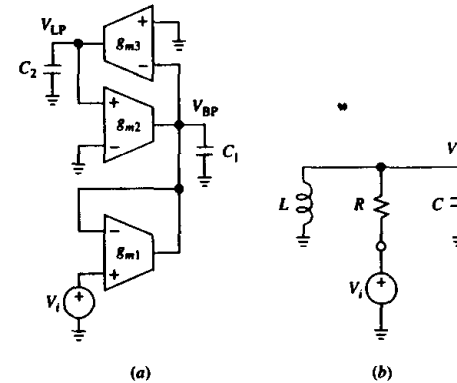 V_LP
+
g_m3
−
C_2
+
g_m2
−
V_BP
C_1
−
g_m1
+
V_i
+
(a)
V
L
R
C
V_i
+
(b)